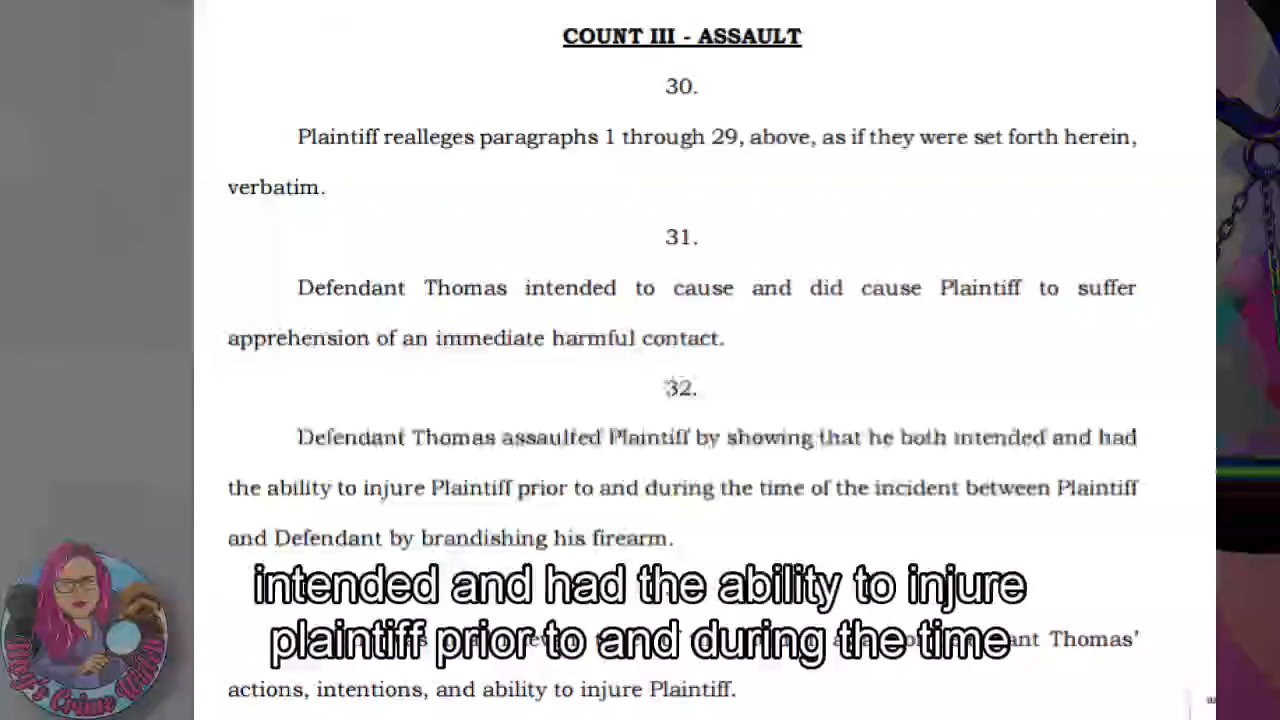 COUNT III - ASSAULT
30.
Plaintiff realleges paragraphs 1 through 29, above, as if they were set forth herein,
verbatim.
31.
Defendant Thomas intended to cause and did cause Plaintiff to suffer
apprehension of an immediate harmful contact.
32.
Defendant Thomas assaulted Plaintiff by showing that he both intended and had
the ability to injure Plaintiff prior to and during the time of the incident between Plaintiff
and Defendant by brandishing his firearm.
intended and had the ability to injure
plaintiff prior to and during the time
Thomas'
actions, intentions, and ability to injure Plaintiff.
Crime